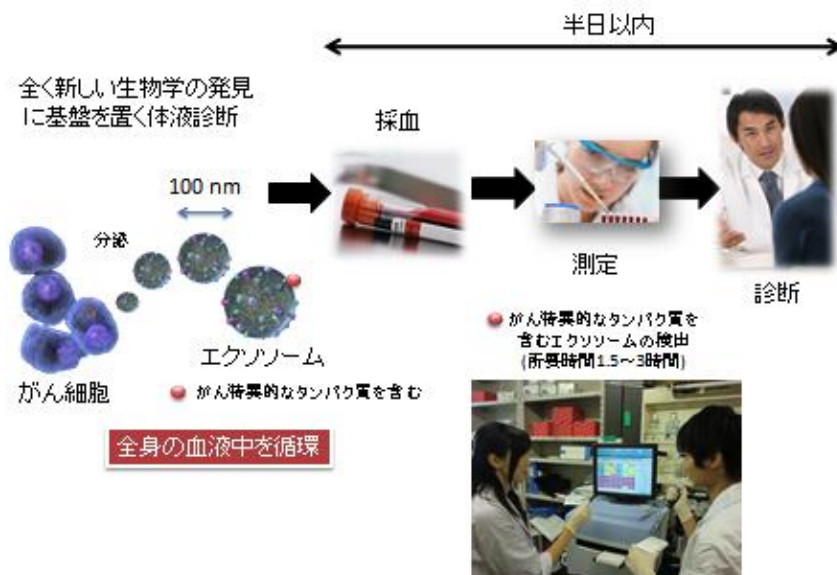 半日以内
全く新しい生物学の発見
に基盤を置く体液診断
採血
100 nm
分泌
測定
診断
エクソソーム
がん細胞
がん特異的なタンパク質を含む
がん特異的なタンパク質を
含むエクソソームの検出
(所要時間1.5～3時間)
全身の血液中を循環